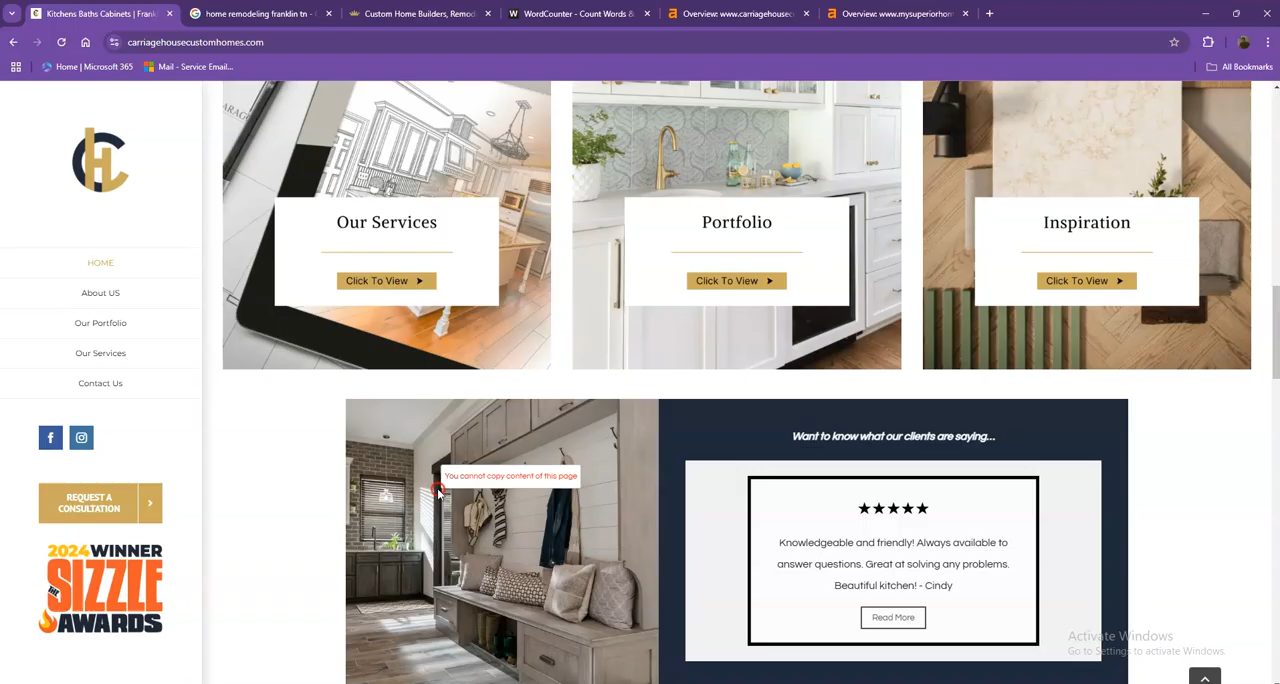 Kitchens Baths Cabinets | Frank
home remodeling franklin tn -
Custom Home Builders, Remod
WordCounter - Count Words &
Overview: www.carriagehousec
Overview: www.mysuperiorhom
carriagehousecustomhomes.com
Home | Microsoft 365
Mail - Service Email...
All Bookmarks
HOME
About US
Our Portfolio
Our Services
Contact Us
REQUEST A
CONSULTATION
2024 WINNER
THE SIZZLE
AWARDS
Our Services
Click To View
Portfolio
Click To View
Inspiration
Click To View
You cannot copy content of this page
Want to know what our clients are saying...
★★★★★
Knowledgeable and friendly! Always available to
answer questions. Great at solving any problems.
Beautiful kitchen! - Cindy
Read More
Activate Windows
Go to Settings to activate Windows.